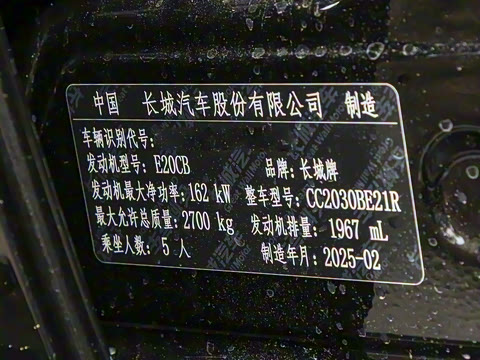 中国 长城汽车股份有限公司 制造
车辆识别代号:
发动机型号: E20CB 品牌: 长城牌
发动机最大净功率: 162 kW 整车型号: CC2030BE21R
最大允许总质量: 2700 kg 发动机排量: 1967 mL
乘坐人数: 5 人 制造年月: 2025-02